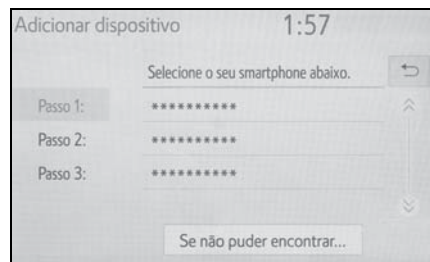 Adicionar dispositivo 1:57
Selecione o seu smartphone abaixo.
Passo 1: **********
Passo 2: **********
Passo 3: **********
Se não puder encontrar...